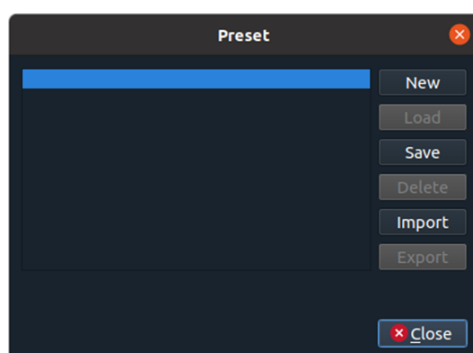 Preset
New
Load
Save
Delete
Import
Export
Close